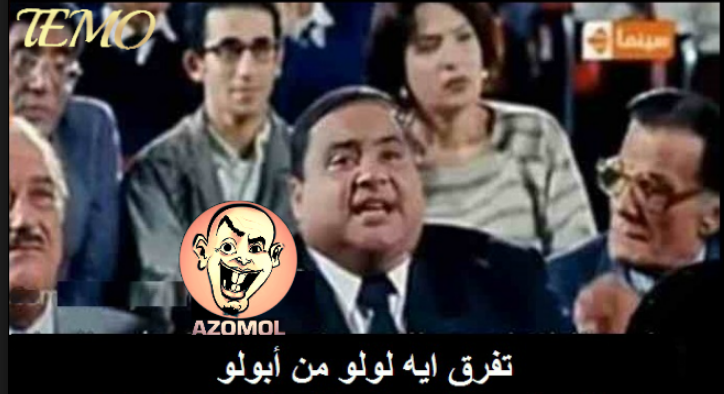 TEMO
سينما
AZOMOL
تفرق ايه لولو من أبولو